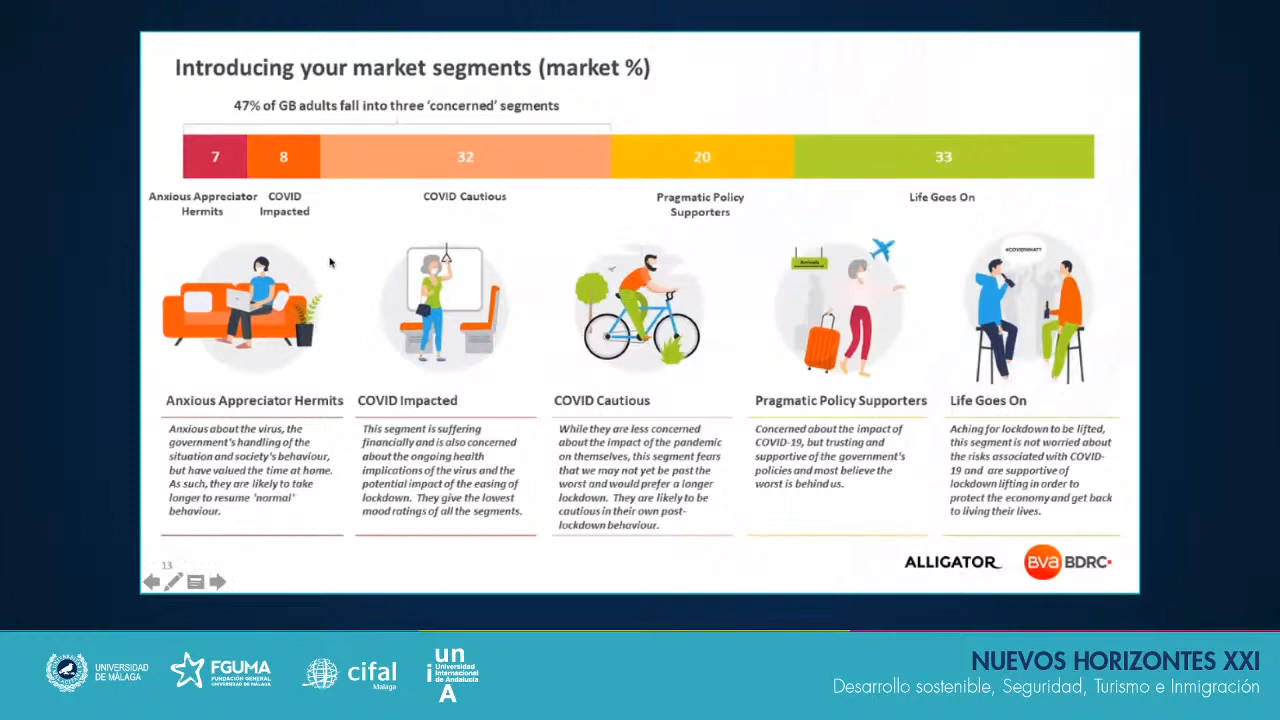 Introducing your market segments (market %)
47% of GB adults fall into three 'concerned' segments
7
8
32
20
33
Anxious Appreciator
Hermits
COVID
Impacted
COVID Cautious
Pragmatic Policy
Supporters
Life Goes On
Arrivals
#COVIDWHAT?
Anxious Appreciator Hermits
Anxious about the virus, the
government's handling of the
situation and society's behaviour,
but have valued the time at home.
As such, they are likely to take
longer to resume 'normal'
behaviour.
COVID Impacted
This segment is suffering
financially and is also concerned
about the ongoing health
implications of the virus and the
potential impact of the easing of
lockdown. They give the lowest
mood ratings of all the segments.
COVID Cautious
While they are less concerned
about the impact of the pandemic
on themselves, this segment fears
that we may not yet be past the
worst and would prefer a longer
lockdown. They are likely to be
cautious in their own post-
lockdown behaviour.
Pragmatic Policy Supporters
Concerned about the impact of
COVID-19, but trusting and
supportive of the government's
policies and most believe the
worst is behind us.
Life Goes On
Aching for lockdown to be lifted,
this segment is not worried about
the risks associated with COVID-
19 and are supportive of
lockdown lifting in order to
protect the economy and get back
to living their lives.
13
ALLIGATOR
BVA BDRC
UNIVERSIDAD
DE MÁLAGA
FGUMA
FUNDACIÓN GENERAL
UNIVERSIDAD DE MÁLAGA
cifal
Málaga
un
i
Universidad
Internacional
de Andalucía
A
NUEVOS HORIZONTES XXI
Desarrollo sostenible, Seguridad, Turismo e Inmigración